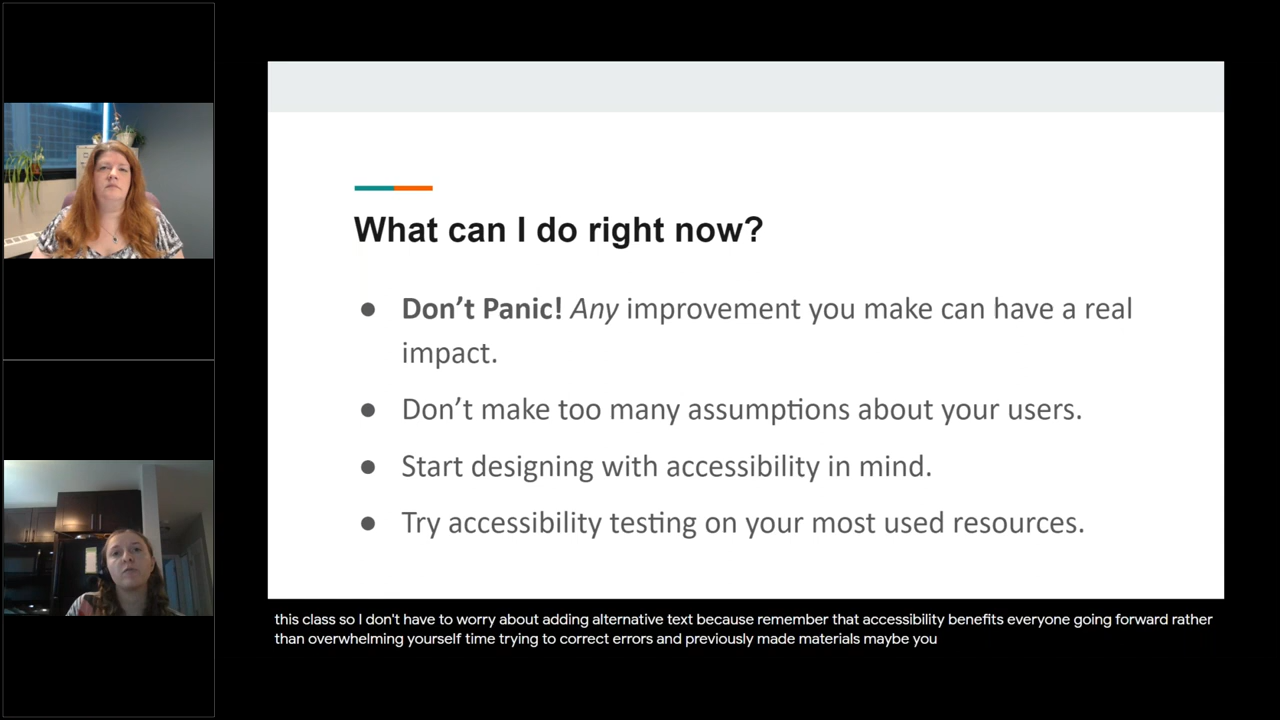 What can I do right now?
● Don’t Panic! Any improvement you make can have a real
impact.
● Don’t make too many assumptions about your users.
● Start designing with accessibility in mind.
● Try accessibility testing on your most used resources.
this class so I don't have to worry about adding alternative text because remember that accessibility benefits everyone going forward rather
than overwhelming yourself time trying to correct errors and previously made materials maybe you